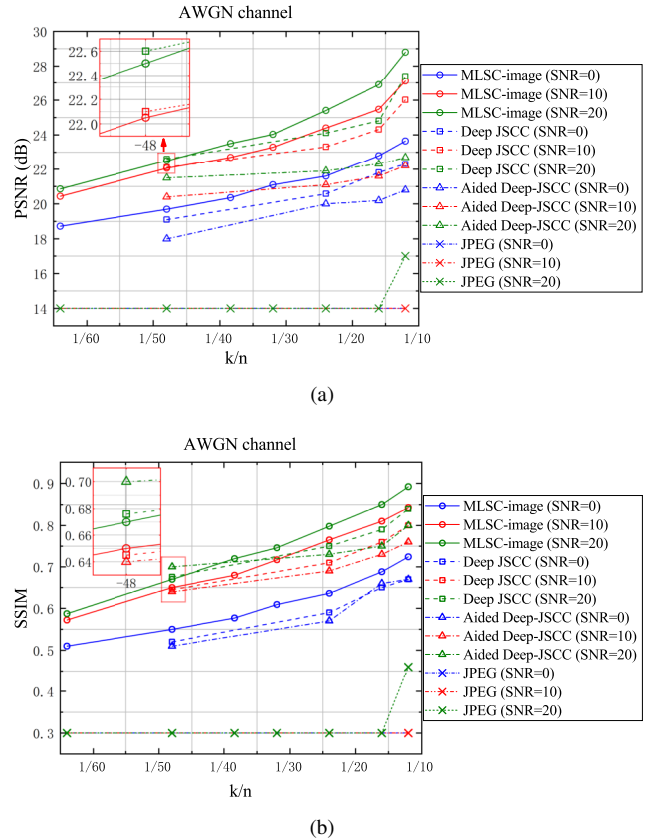 AWGN channel
30
28
26
24
22
20
18
16
14
PSNR (dB)
22.6
22.4
22.2
22.0
−48
1/60
1/50
1/40
1/30
1/20
1/10
k/n
MLSC-image (SNR=0)
MLSC-image (SNR=10)
MLSC-image (SNR=20)
Deep JSCC (SNR=0)
Deep JSCC (SNR=10)
Deep JSCC (SNR=20)
Aided Deep-JSCC (SNR=0)
Aided Deep-JSCC (SNR=10)
Aided Deep-JSCC (SNR=20)
JPEG (SNR=0)
JPEG (SNR=10)
JPEG (SNR=20)
(a)
AWGN channel
0.9
0.8
0.7
0.6
0.5
0.4
0.3
SSIM
0.70
0.68
0.66
0.64
−48
1/60
1/50
1/40
1/30
1/20
1/10
k/n
MLSC-image (SNR=0)
MLSC-image (SNR=10)
MLSC-image (SNR=20)
Deep JSCC (SNR=0)
Deep JSCC (SNR=10)
Deep JSCC (SNR=20)
Aided Deep-JSCC (SNR=0)
Aided Deep-JSCC (SNR=10)
Aided Deep-JSCC (SNR=20)
JPEG (SNR=0)
JPEG (SNR=10)
JPEG (SNR=20)
(b)